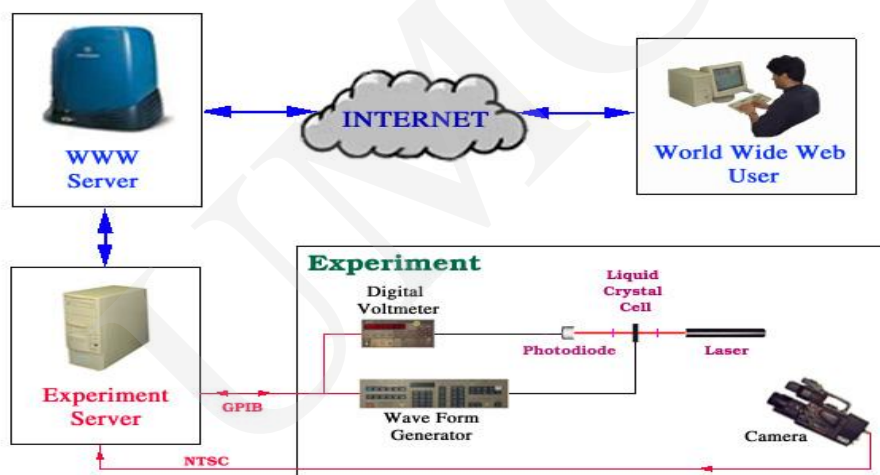 INTERNET
WWW
Server
World Wide Web
User
Experiment
Server
GPIB
NTSC
Experiment
Digital
Voltmeter
Liquid
Crystal
Cell
Photodiode
Laser
Wave Form
Generator
Camera
UMC